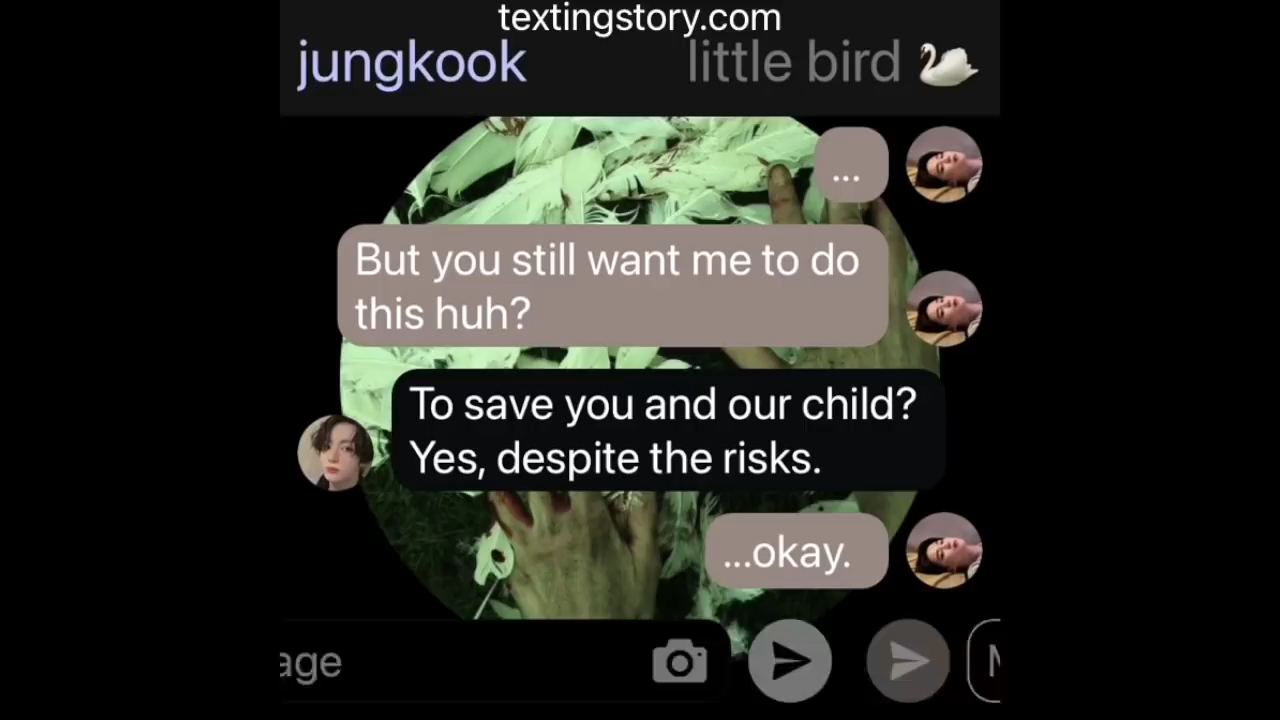 textingstory.com
jungkook little bird 🦢
...
But you still want me to do
this huh?
To save you and our child?
Yes, despite the risks.
...okay.
age